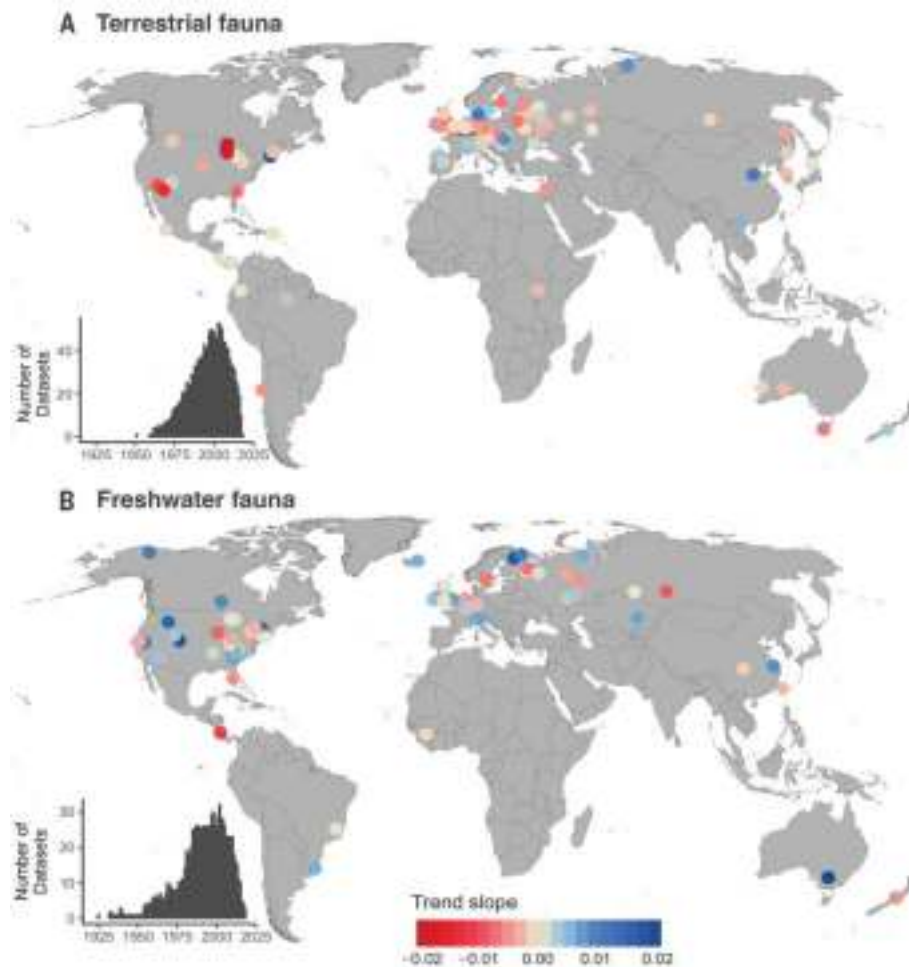 A Terrestrial fauna
Number of
Datasets
40
20
0
1925 1950 1975 2000 2025
B Freshwater fauna
Number of
Datasets
30
20
10
0
1925 1950 1975 2000 2025
Trend slope
−0.02 −0.01 0.00 0.01 0.02